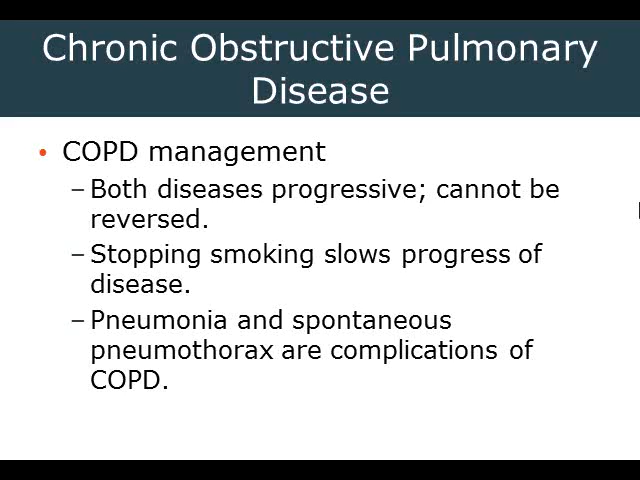 Chronic Obstructive Pulmonary
Disease
• COPD management
–Both diseases progressive; cannot be
reversed.
–Stopping smoking slows progress of
disease.
–Pneumonia and spontaneous
pneumothorax are complications of
COPD.